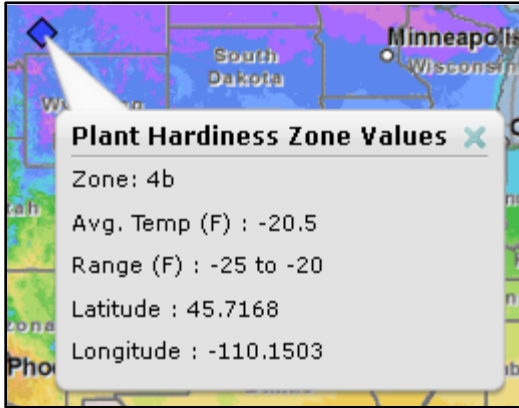 Minneapolis
South
Dakota
Wisconsin
Plant Hardiness Zone Values
Zone: 4b
Avg. Temp (F) : -20.5
Range (F) : -25 to -20
Latitude : 45.7168
Longitude : -110.1503